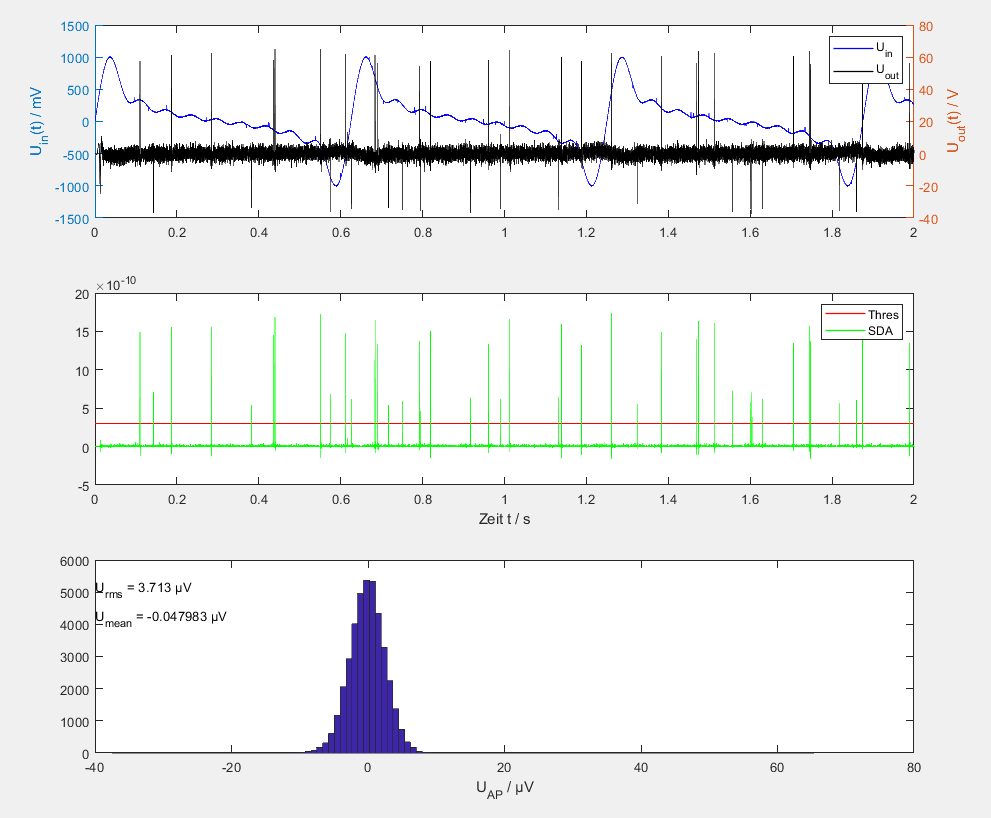 1500
1000
500
0
-500
-1000
-1500
U_in(t) / mV
80
60
40
20
0
-20
-40
U_out(t) / V
U_in
U_out
0 0.2 0.4 0.6 0.8 1 1.2 1.4 1.6 1.8 2
×10^-10
20
15
10
5
0
-5
Thres
SDA
0 0.2 0.4 0.6 0.8 1 1.2 1.4 1.6 1.8 2
Zeit t / s
6000
5000
4000
3000
2000
1000
0
U_rms = 3.713 µV
U_mean = -0.047983 µV
-40 -20 0 20 40 60 80
U_AP / µV